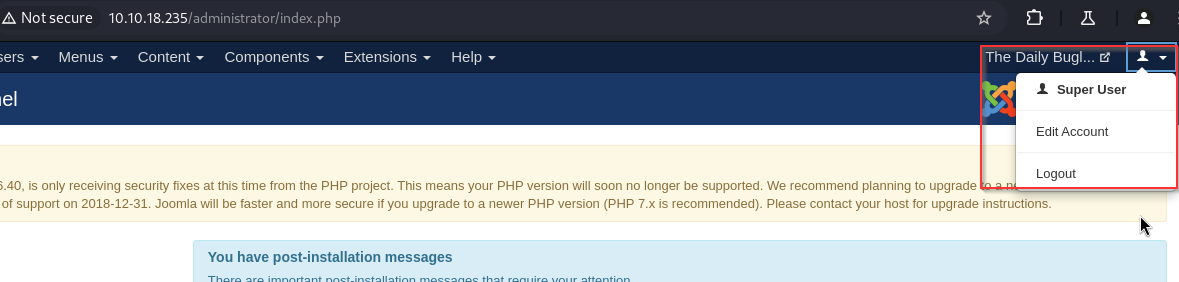 Not secure 10.10.18.235/administrator/index.php
sers Menus Content Components Extensions Help The Daily Bugl...
nel
Super User
Edit Account
Logout
6.40, is only receiving security fixes at this time from the PHP project. This means your PHP version will soon no longer be supported. We recommend planning to upgrade to a
of support on 2018-12-31. Joomla will be faster and more secure if you upgrade to a newer PHP version (PHP 7.x is recommended). Please contact your host for upgrade instructions.
You have post-installation messages
There are important post-installation messages that require your attention.